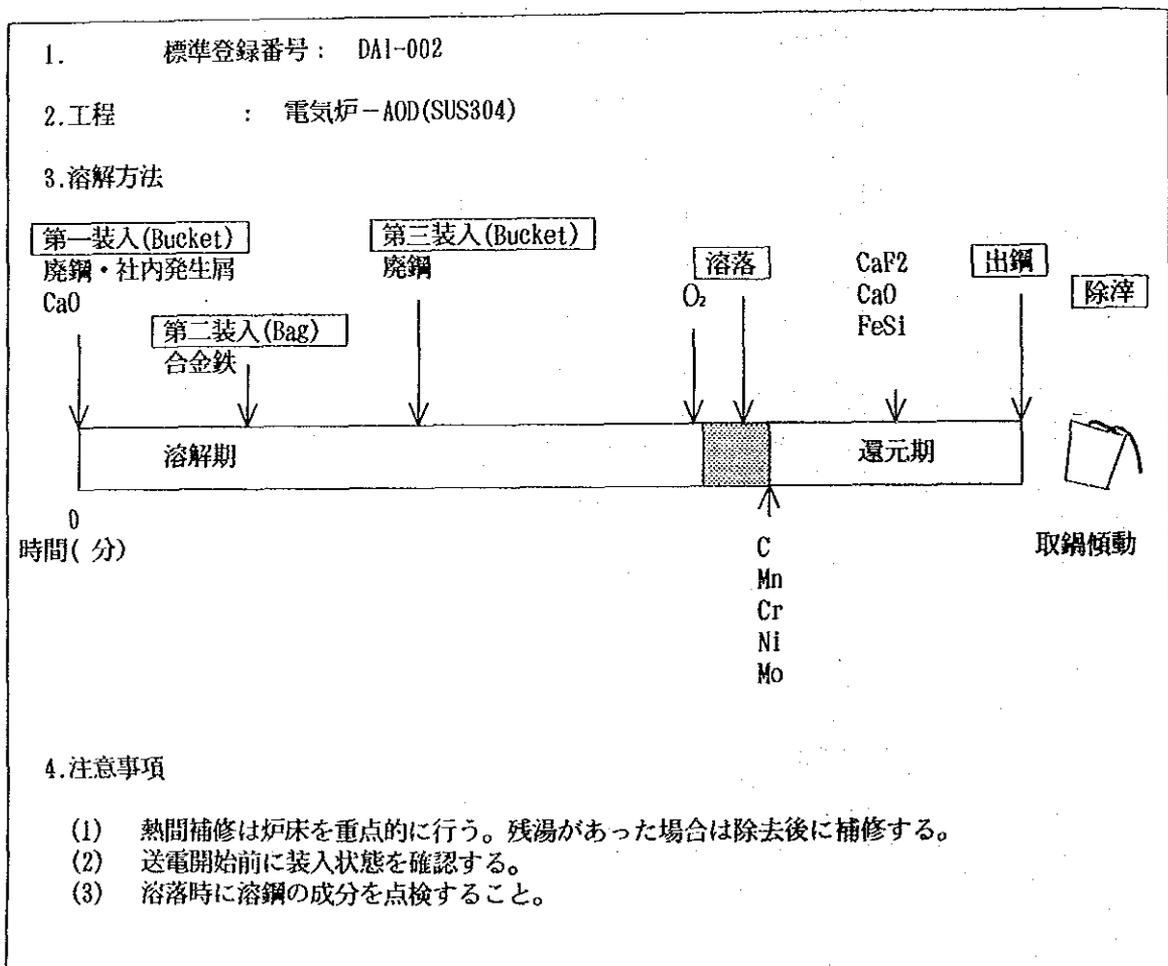 1. 標準登録番号: DAI-002
2.工程 : 電気炉-AOD(SUS304)
3.溶解方法
第一装入(Bucket)
廃鋼・社内発生屑
CaO
第二装入(Bag)
合金鉄
第三装入(Bucket)
廃鋼
O₂
溶落
CaF2
CaO
FeSi
出鋼
除滓
溶解期
還元期
0
時間( 分)
取鍋傾動
C
Mn
Cr
Ni
Mo
4.注意事項
(1) 熱間補修は炉床を重点的に行う。残湯があった場合は除去後に補修する。
(2) 送電開始前に装入状態を確認する。
(3) 溶落時に溶鋼の成分を点検すること。